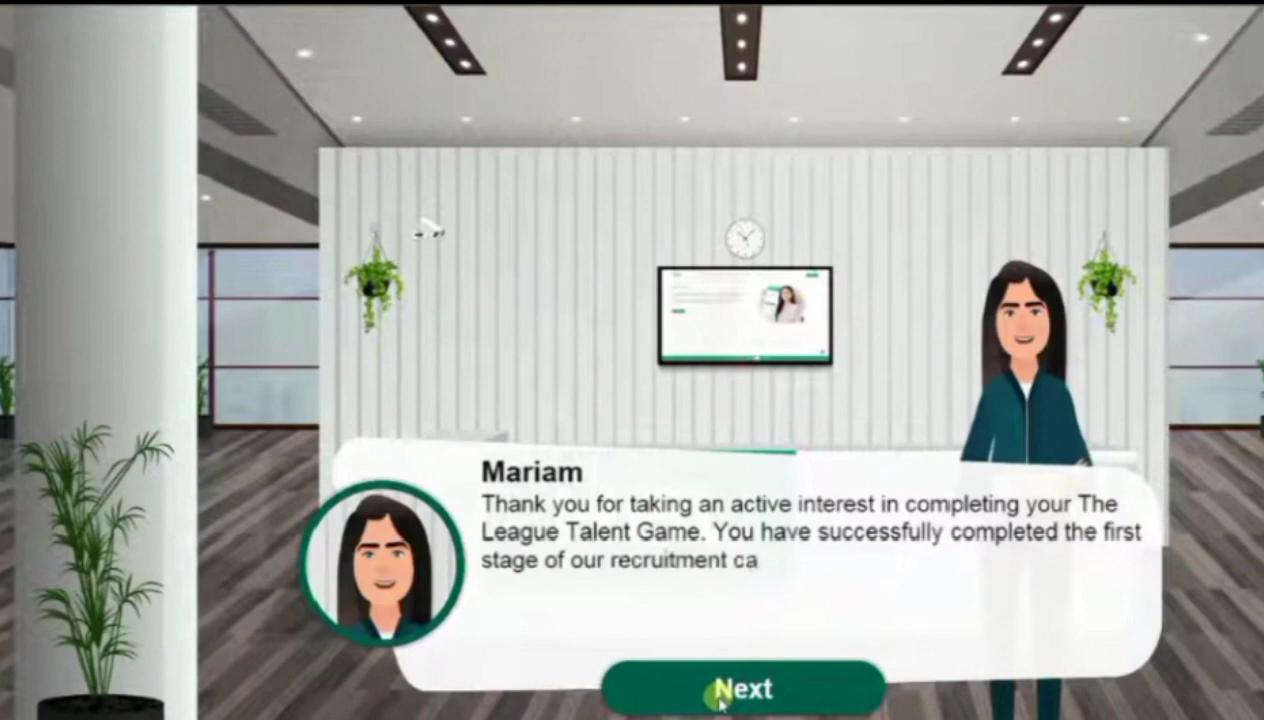 Mariam
Thank you for taking an active interest in completing your The
League Talent Game. You have successfully completed the first
stage of our recruitment ca
Next